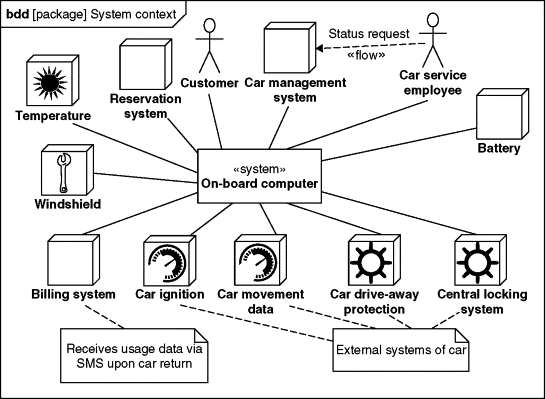 bdd [package] System context
Status request
«flow»
Customer
Car management
system
Car service
employee
Reservation
system
Temperature
Battery
«system»
On-board computer
Windshield
Billing system
Car ignition
Car movement
data
Car drive-away
protection
Central locking
system
Receives usage data via
SMS upon car return
External systems of car